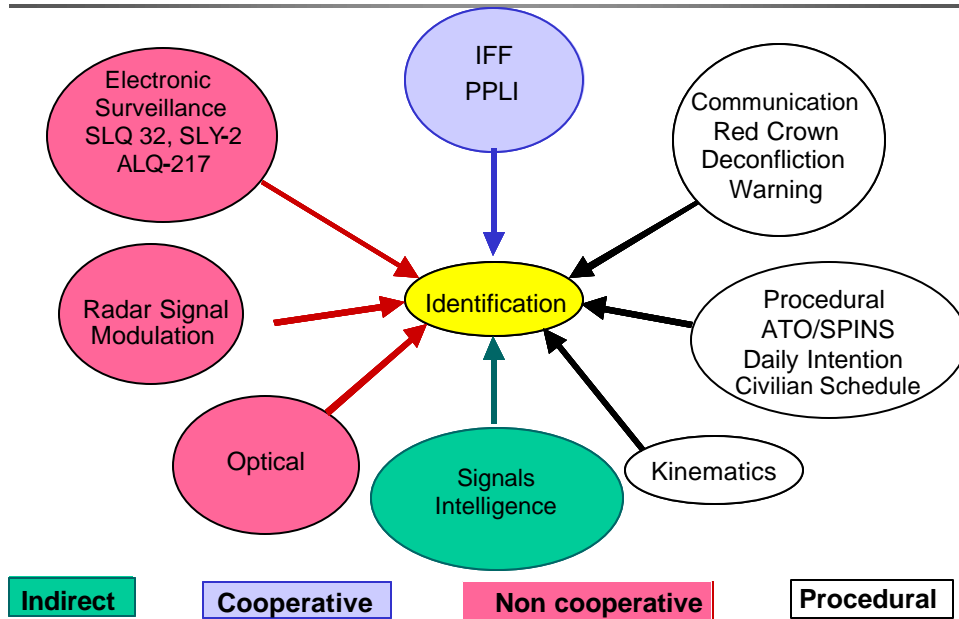 Electronic
Surveillance
SLQ 32, SLY-2
ALQ-217
IFF
PPLI
Communication
Red Crown
Deconfliction
Warning
Radar Signal
Modulation
Identification
Procedural
ATO/SPINS
Daily Intention
Civilian Schedule
Optical
Signals
Intelligence
Kinematics
Indirect
Cooperative
Non cooperative
Procedural